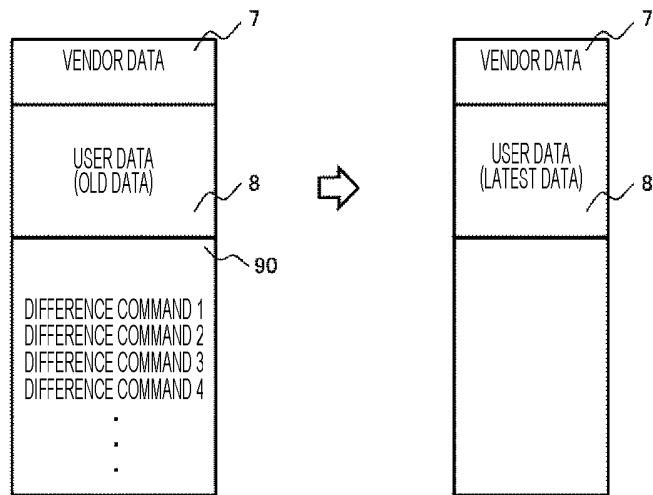 7
VENDOR DATA
USER DATA
(OLD DATA)
8
90
DIFFERENCE COMMAND 1
DIFFERENCE COMMAND 2
DIFFERENCE COMMAND 3
DIFFERENCE COMMAND 4
7
VENDOR DATA
USER DATA
(LATEST DATA)
8